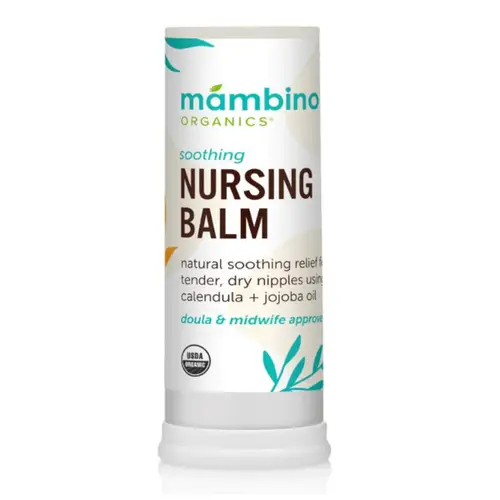 mámbino
ORGANICS®
soothing
NURSING
BALM
natural soothing relief f
tender, dry nipples using
calendula + jojoba oil
doula & midwife approve
USDA
ORGANIC